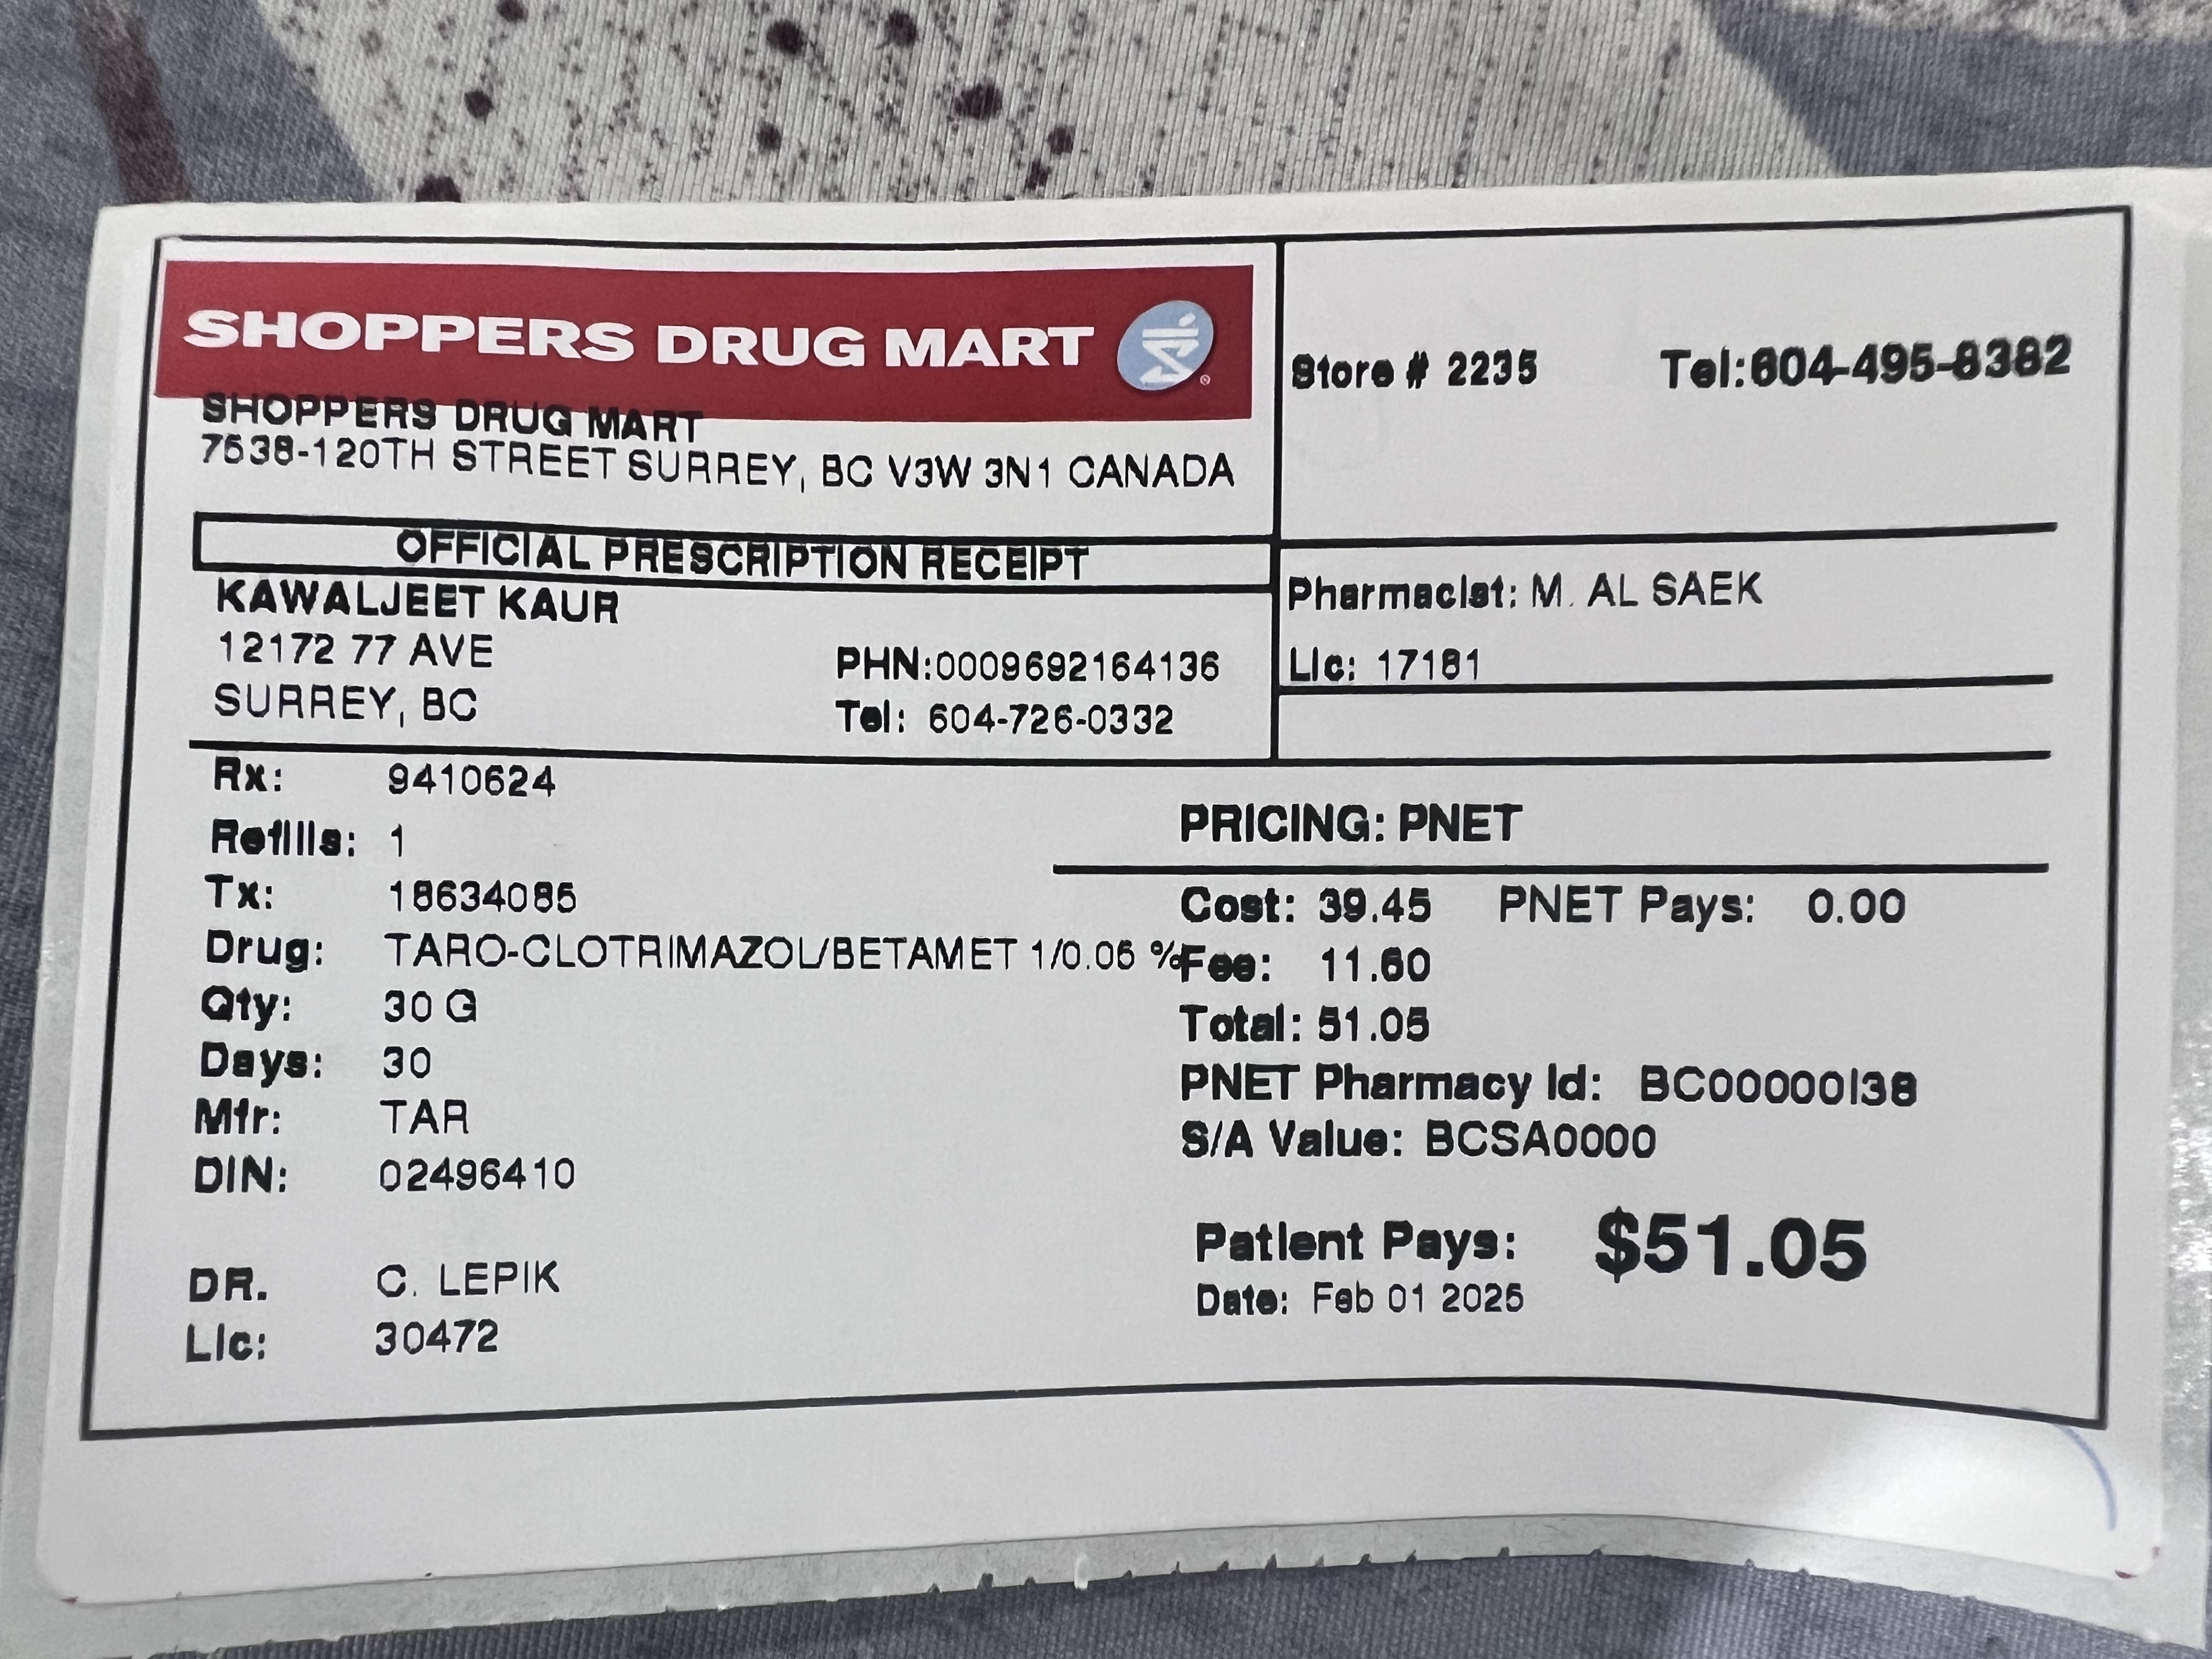 SHOPPERS DRUG MART
SHOPPERS DRUG MART
7538-120TH STREET SURREY, BC V3W 3N1 CANADA
Store # 2235 Tel:604-495-8382
OFFICIAL PRESCRIPTION RECEIPT
KAWALJEET KAUR
12172 77 AVE
SURREY, BC
PHN:0009692164136
Tel: 604-726-0332
Pharmacist: M. AL SAEK
Lic: 17181
Rx: 9410624
Refills: 1
Tx: 18634085
Drug: TARO-CLOTRIMAZOL/BETAMET 1/0.05 %
Qty: 30 G
Days: 30
Mfr: TAR
DIN: 02496410
DR. C. LEPIK
Lic: 30472
PRICING: PNET
Cost: 39.45 PNET Pays: 0.00
Fee: 11.60
Total: 51.05
PNET Pharmacy Id: BC00000I38
S/A Value: BCSA0000
Patient Pays: $51.05
Date: Feb 01 2025